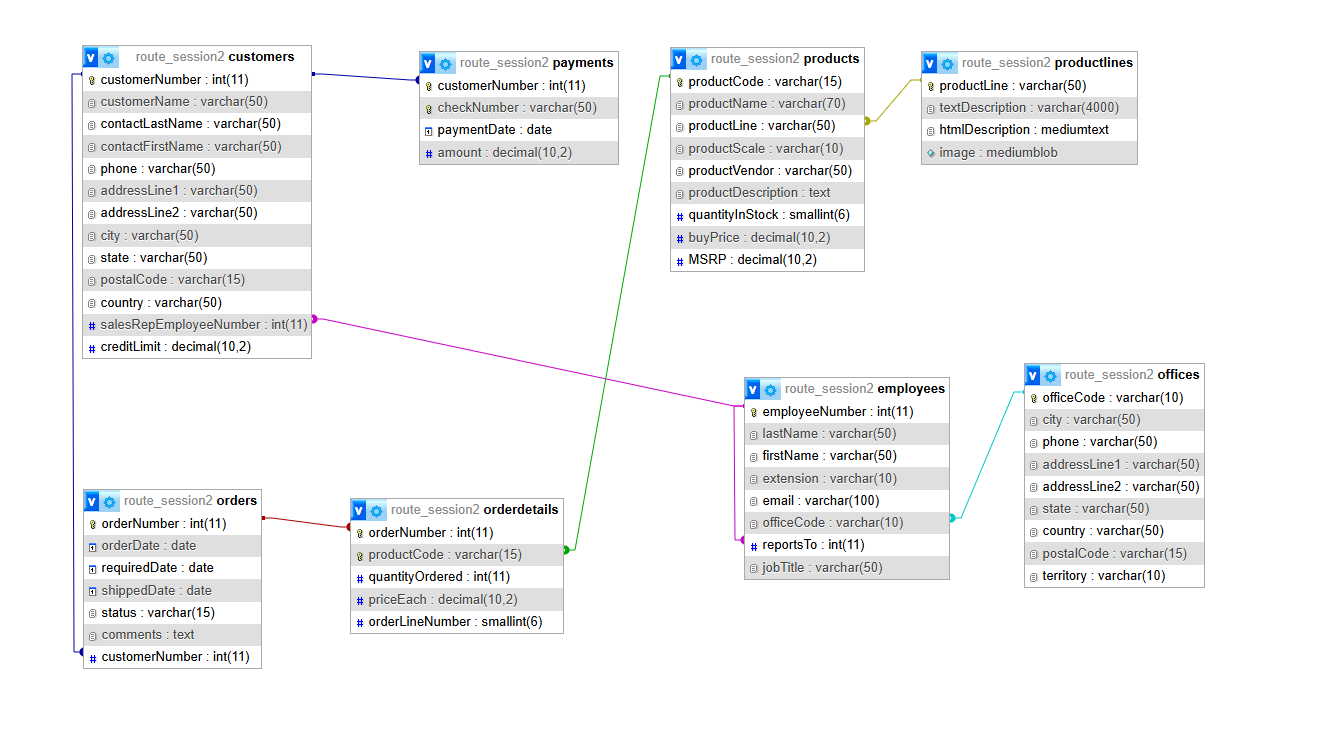 route_session2 customers
customerNumber : int(11)
customerName : varchar(50)
contactLastName : varchar(50)
contactFirstName : varchar(50)
phone : varchar(50)
addressLine1 : varchar(50)
addressLine2 : varchar(50)
city : varchar(50)
state : varchar(50)
postalCode : varchar(15)
country : varchar(50)
salesRepEmployeeNumber : int(11)
creditLimit : decimal(10,2)
route_session2 payments
customerNumber : int(11)
checkNumber : varchar(50)
paymentDate : date
amount : decimal(10,2)
route_session2 products
productCode : varchar(15)
productName : varchar(70)
productLine : varchar(50)
productScale : varchar(10)
productVendor : varchar(50)
productDescription : text
quantityInStock : smallint(6)
buyPrice : decimal(10,2)
MSRP : decimal(10,2)
route_session2 productlines
productLine : varchar(50)
textDescription : varchar(4000)
htmlDescription : mediumtext
image : mediumblob
route_session2 employees
employeeNumber : int(11)
lastName : varchar(50)
firstName : varchar(50)
extension : varchar(10)
email : varchar(100)
officeCode : varchar(10)
reportsTo : int(11)
jobTitle : varchar(50)
route_session2 offices
officeCode : varchar(10)
city : varchar(50)
phone : varchar(50)
addressLine1 : varchar(50)
addressLine2 : varchar(50)
state : varchar(50)
country : varchar(50)
postalCode : varchar(15)
territory : varchar(10)
route_session2 orders
orderNumber : int(11)
orderDate : date
requiredDate : date
shippedDate : date
status : varchar(15)
comments : text
customerNumber : int(11)
route_session2 orderdetails
orderNumber : int(11)
productCode : varchar(15)
quantityOrdered : int(11)
priceEach : decimal(10,2)
orderLineNumber : smallint(6)